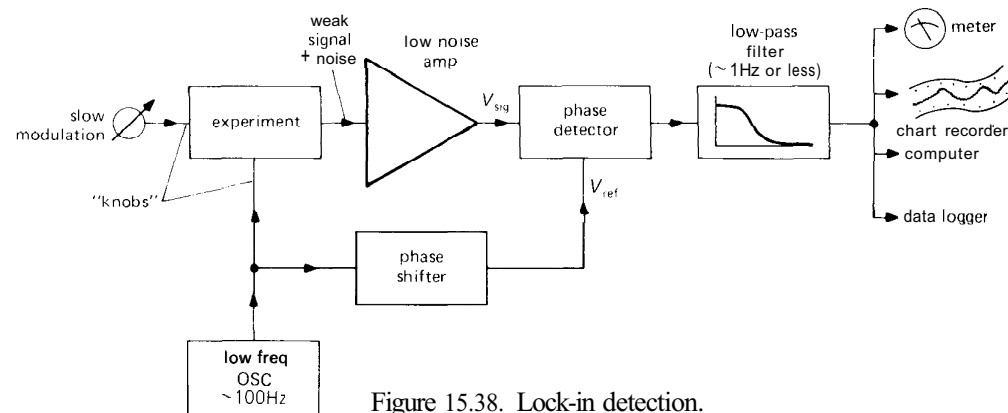 slow
modulation
"knobs"
experiment
weak
signal
+ noise
low noise
amp
Vsig
phase
detector
Vref
phase
shifter
low freq
OSC
~100Hz
low-pass
filter
(~1Hz or less)
meter
chart recorder
computer
data logger
Figure 15.38. Lock-in detection.